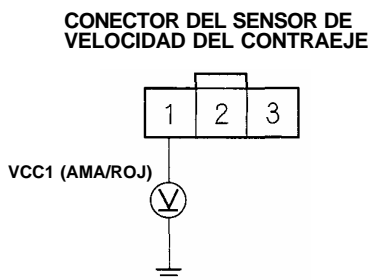 CONECTOR DEL SENSOR DE
VELOCIDAD DEL CONTRAEJE
1 2 3
VCC1 (AMA/ROJ)
V